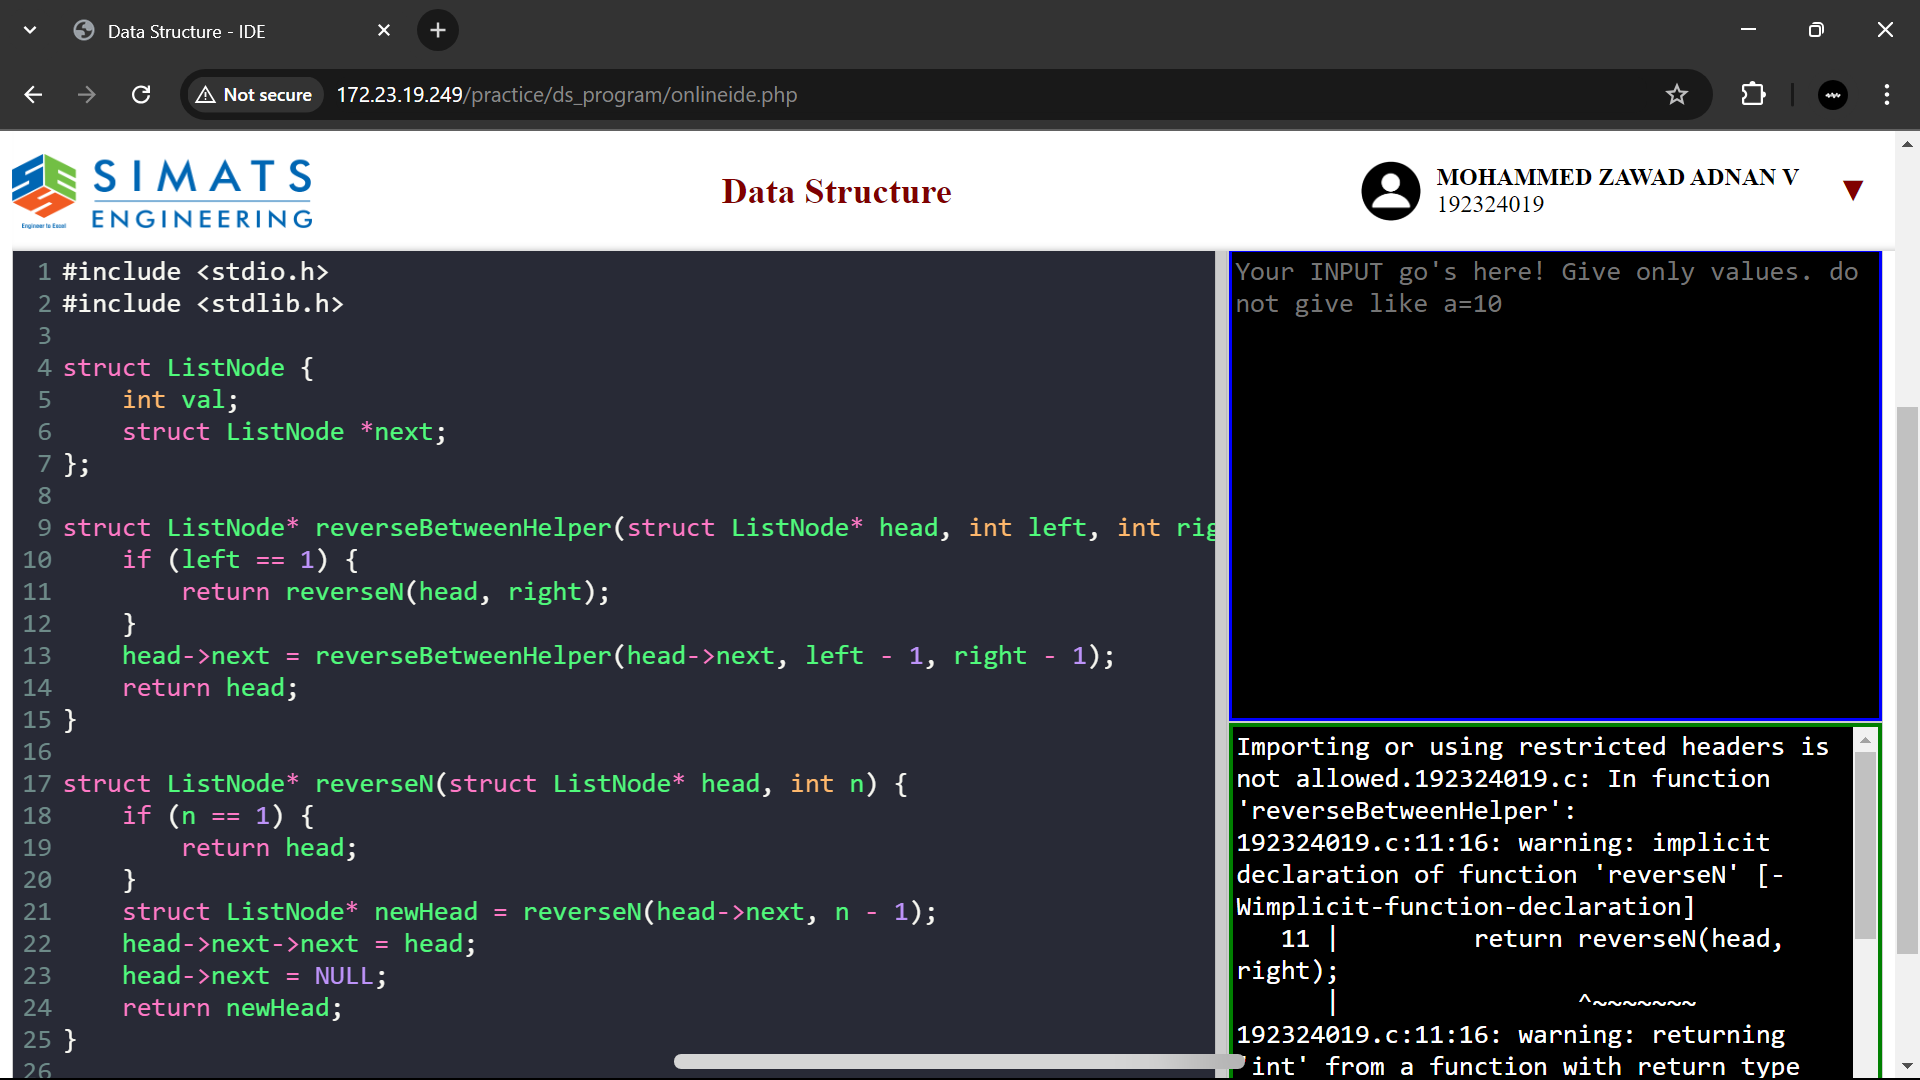 Data Structure - IDE
Not secure
172.23.19.249/practice/ds_program/onlineide.php
SIMATS
ENGINEERING
Engineer to Excel
Data Structure
MOHAMMED ZAWAD ADNAN V
192324019
1 #include <stdio.h>
2 #include <stdlib.h>
3
4 struct ListNode {
5     int val;
6     struct ListNode *next;
7 };
8
9 struct ListNode* reverseBetweenHelper(struct ListNode* head, int left, int rig
10     if (left == 1) {
11         return reverseN(head, right);
12     }
13     head->next = reverseBetweenHelper(head->next, left - 1, right - 1);
14     return head;
15 }
16
17 struct ListNode* reverseN(struct ListNode* head, int n) {
18     if (n == 1) {
19         return head;
20     }
21     struct ListNode* newHead = reverseN(head->next, n - 1);
22     head->next->next = head;
23     head->next = NULL;
24     return newHead;
25 }
26
Your INPUT go's here! Give only values. do
not give like a=10
Importing or using restricted headers is
not allowed.192324019.c: In function
'reverseBetweenHelper':
192324019.c:11:16: warning: implicit
declaration of function 'reverseN' [-
Wimplicit-function-declaration]
   11 |         return reverseN(head,
right);
      |                ^~~~~~~~
192324019.c:11:16: warning: returning
'int' from a function with return type